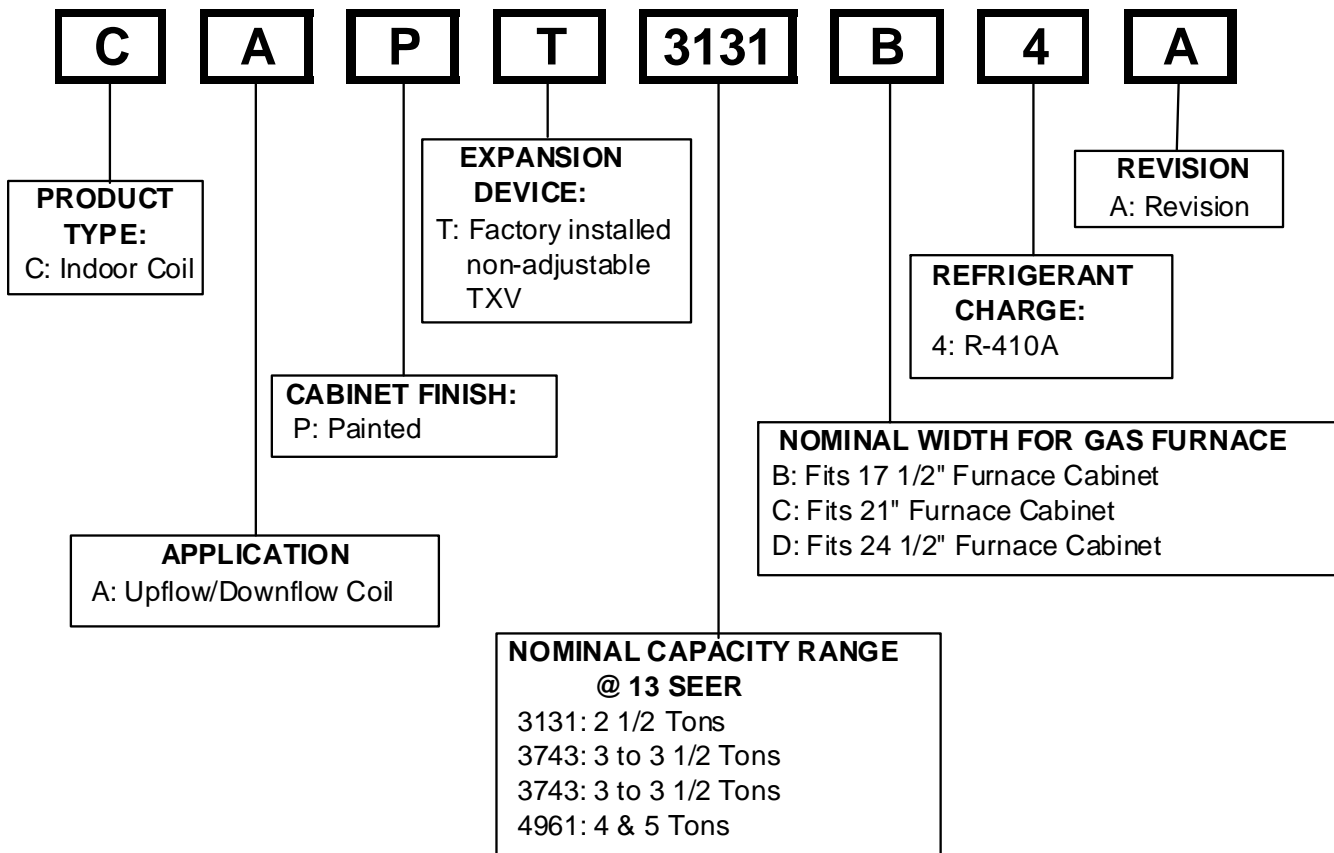 C A P T 3131 B 4 A
PRODUCT
TYPE:
C: Indoor Coil
EXPANSION
DEVICE:
T: Factory installed
non-adjustable
TXV
REVISION
A: Revision
REFRIGERANT
CHARGE:
4: R-410A
CABINET FINISH:
P: Painted
NOMINAL WIDTH FOR GAS FURNACE
B: Fits 17 1/2" Furnace Cabinet
C: Fits 21" Furnace Cabinet
D: Fits 24 1/2" Furnace Cabinet
APPLICATION
A: Upflow/Downflow Coil
NOMINAL CAPACITY RANGE
@ 13 SEER
3131: 2 1/2 Tons
3743: 3 to 3 1/2 Tons
3743: 3 to 3 1/2 Tons
4961: 4 & 5 Tons